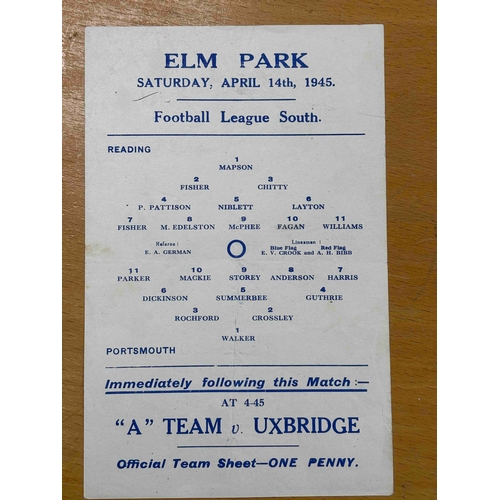 ELM PARK
SATURDAY, APRIL 14th, 1945.
Football League South.
READING
1
MAPSON
2 3
FISHER CHITTY
4 5 6
P. PATTISON NIBLETT LAYTON
7 8 9 10 11
FISHER M. EDELSTON McPHEE FAGAN WILLIAMS
Referee: Linesmen:
Blue Flag Red Flag
E. A. GERMAN E. V. CROOK and A. H. BIBB
11 10 9 8 7
PARKER MACKIE STOREY ANDERSON HARRIS
6 5 4
DICKINSON SUMMERBEE GUTHRIE
3 2
ROCHFORD CROSSLEY
1
WALKER
PORTSMOUTH
Immediately following this Match:—
AT 4-45
"A" TEAM v. UXBRIDGE
Official Team Sheet—ONE PENNY.